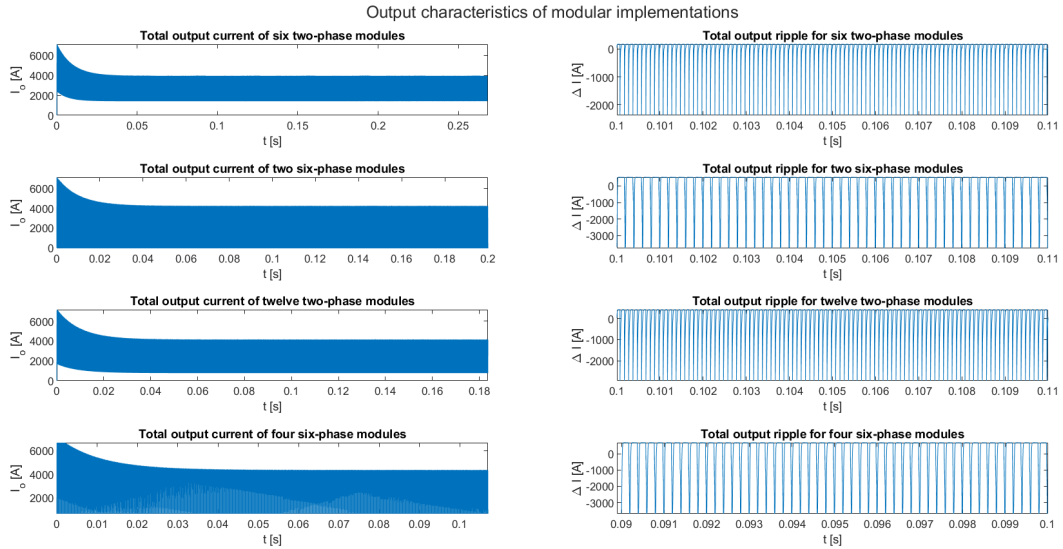 Output characteristics of modular implementations
Total output current of six two-phase modules
I_o [A]
6000
4000
2000
0
0 0.05 0.1 0.15 0.2 0.25
t [s]
Total output ripple for six two-phase modules
Δ I [A]
0
-1000
-2000
0.1 0.101 0.102 0.103 0.104 0.105 0.106 0.107 0.108 0.109 0.11
t [s]
Total output current of two six-phase modules
I_o [A]
6000
4000
2000
0
0 0.02 0.04 0.06 0.08 0.1 0.12 0.14 0.16 0.18 0.2
t [s]
Total output ripple for two six-phase modules
Δ I [A]
0
-1000
-2000
-3000
0.1 0.101 0.102 0.103 0.104 0.105 0.106 0.107 0.108 0.109 0.11
t [s]
Total output current of twelve two-phase modules
I_o [A]
6000
4000
2000
0
0 0.02 0.04 0.06 0.08 0.1 0.12 0.14 0.16 0.18
t [s]
Total output ripple for twelve two-phase modules
Δ I [A]
0
-1000
-2000
0.1 0.101 0.102 0.103 0.104 0.105 0.106 0.107 0.108 0.109 0.11
t [s]
Total output current of four six-phase modules
I_o [A]
6000
4000
2000
0 0.01 0.02 0.03 0.04 0.05 0.06 0.07 0.08 0.09 0.1
t [s]
Total output ripple for four six-phase modules
Δ I [A]
0
-1000
-2000
-3000
0.09 0.091 0.092 0.093 0.094 0.095 0.096 0.097 0.098 0.099 0.1
t [s]